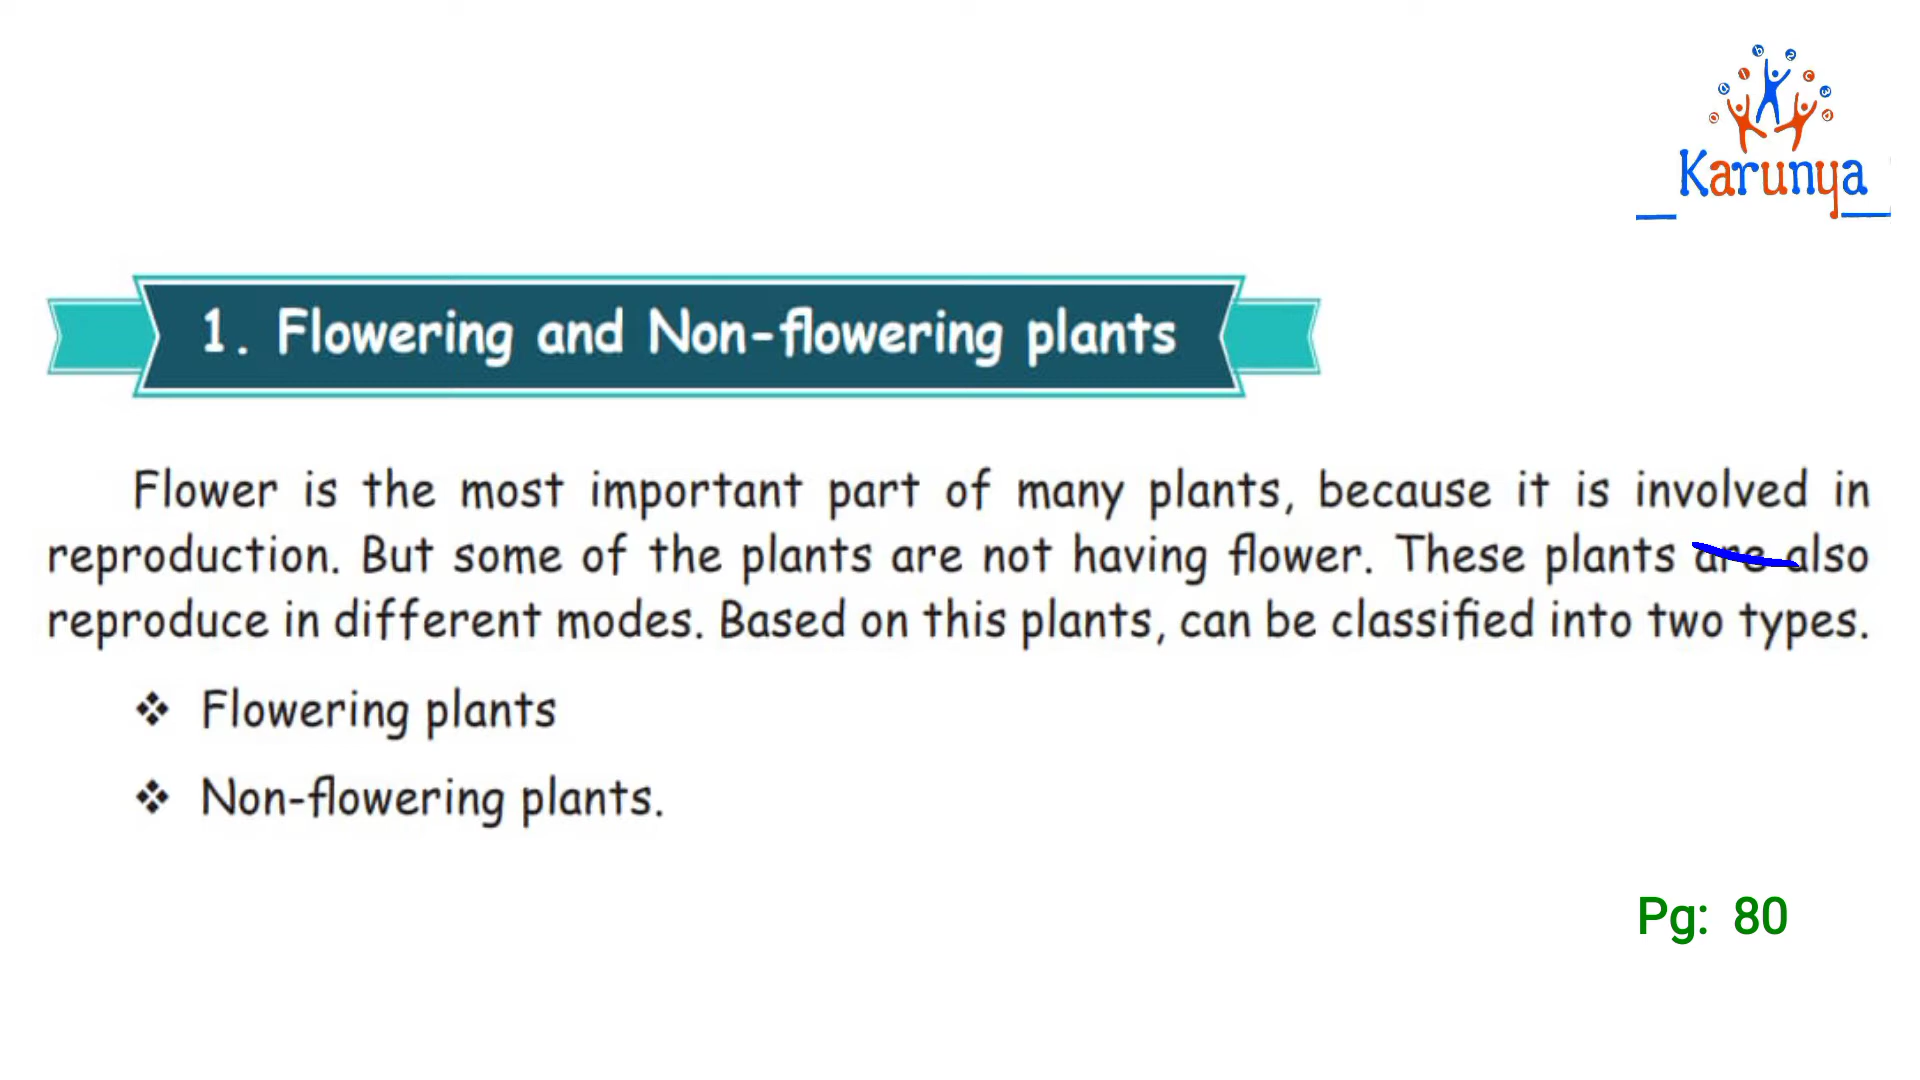 Karunya
1. Flowering and Non-flowering plants
Flower is the most important part of many plants, because it is involved in
reproduction. But some of the plants are not having flower. These plants are also
reproduce in different modes. Based on this plants, can be classified into two types.
❖ Flowering plants
❖ Non-flowering plants.
Pg: 80